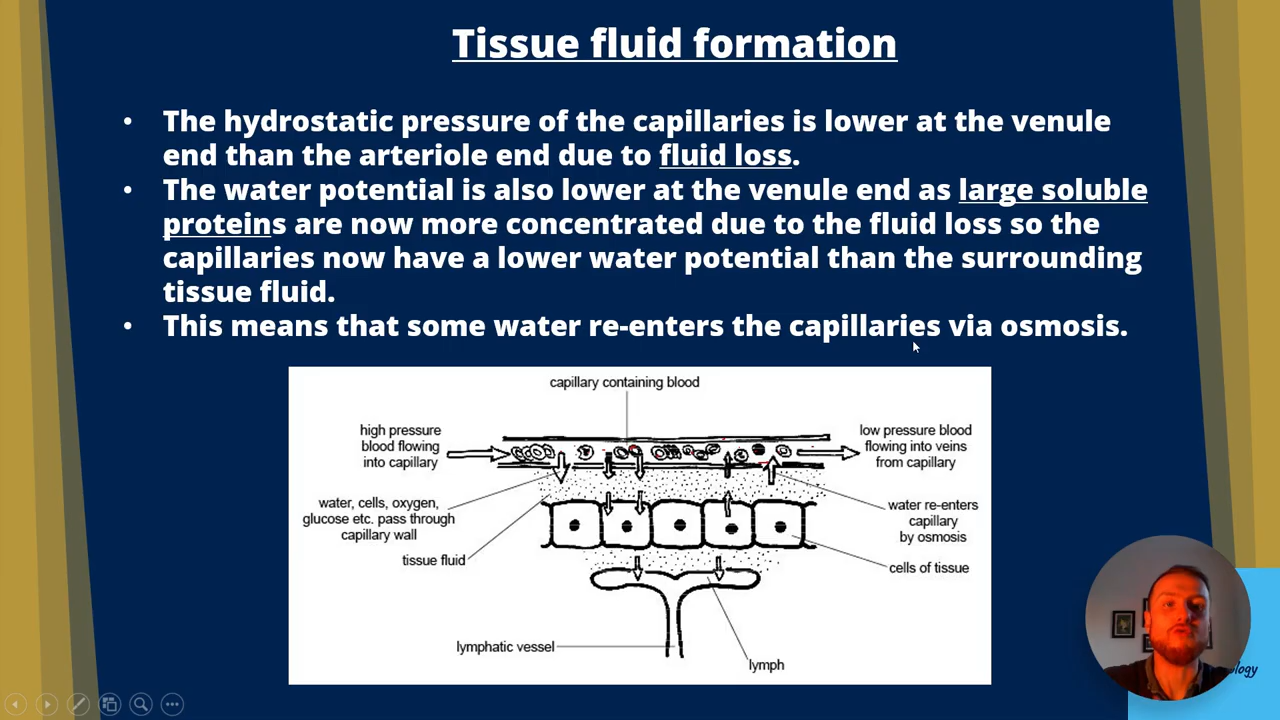 Tissue fluid formation
• The hydrostatic pressure of the capillaries is lower at the venule
end than the arteriole end due to fluid loss.
• The water potential is also lower at the venule end as large soluble
proteins are now more concentrated due to the fluid loss so the
capillaries now have a lower water potential than the surrounding
tissue fluid.
• This means that some water re-enters the capillaries via osmosis.
capillary containing blood
high pressure
blood flowing
into capillary
low pressure blood
flowing into veins
from capillary
water, cells, oxygen,
glucose etc. pass through
capillary wall
tissue fluid
water re-enters
capillary
by osmosis
cells of tissue
lymphatic vessel
lymph